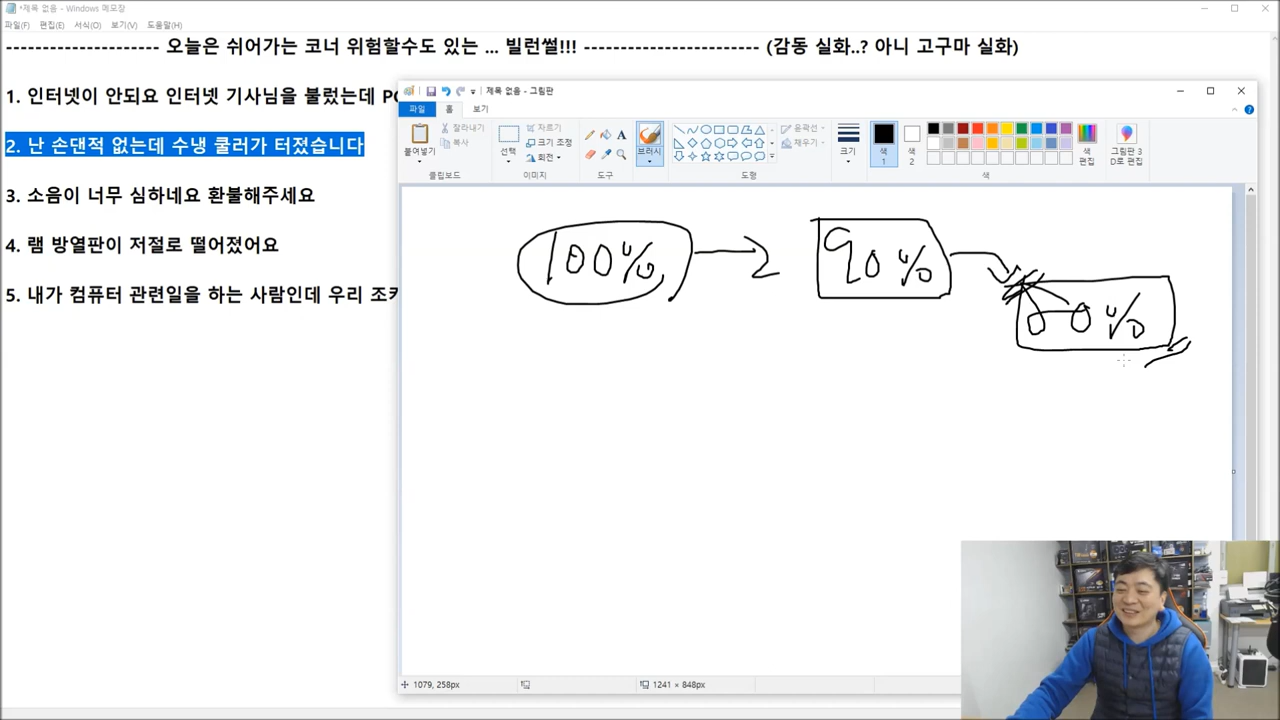 *제목 없음 - Windows 메모장
파일(F) 편집(E) 서식(O) 보기(V) 도움말(H)
--------------------- 오늘은 쉬어가는 코너 위험할수도 있는 ... 빌런썰!!! ------------------------ (감동 실화..? 아니 고구마 실화)
1. 인터넷이 안되요 인터넷 기사님을 불렀는데 PC
2. 난 손댄적 없는데 수냉 쿨러가 터졌습니다
3. 소음이 너무 심하네요 환불해주세요
4. 램 방열판이 저절로 떨어졌어요
5. 내가 컴퓨터 관련일을 하는 사람인데 우리 조카
제목 없음 - 그림판
파일 홈 보기
붙여넣기
잘라내기
복사
클립보드
선택
자르기
크기 조정
회전
이미지
도구
브러시
윤곽선
채우기
도형
크기
색 1
색 2
색 편집
그림판 3D로 편집
색
100% 90%
0%
1079, 258px
1241 × 848px